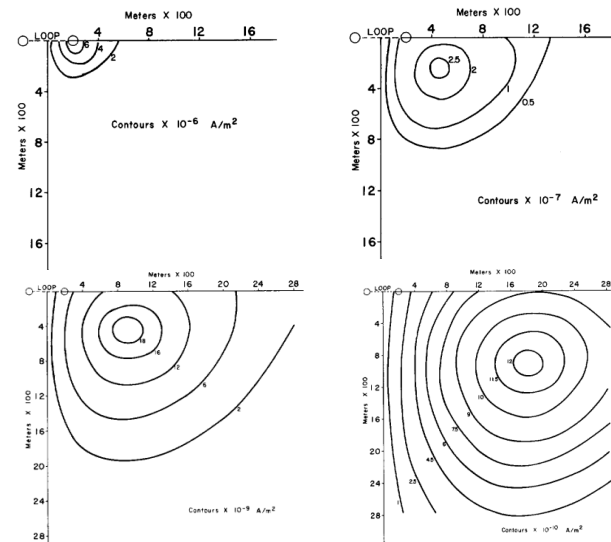 Meters X 100
4 8 12 16
LOOP
6 4 2
4
8
12
16
Meters X 100
Contours X 10⁻⁶ A/m²
Meters X 100
4 8 12 16
LOOP
2.5
2
1
0.5
4
8
12
16
Meters X 100
Contours X 10⁻⁷ A/m²
Meters X 100
4 8 12 16 20 24 28
LOOP
18
16
12
6
2
4
8
12
16
20
24
28
Meters X 100
Contours X 10⁻⁹ A/m²
Meters X 100
4 8 12 16 20 24 28
LOOP
12
11.5
10
9
7.5
6
4.5
2.5
1
4
8
12
16
20
24
28
Meters X 100
Contours X 10⁻¹⁰ A/m²